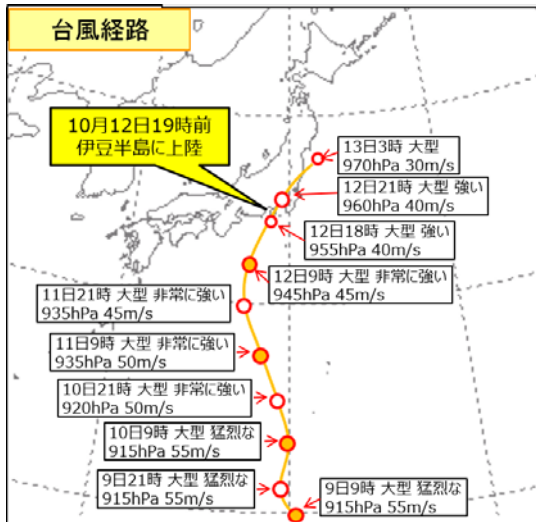 台風経路
10月12日19時前
伊豆半島に上陸
13日3時 大型
970hPa 30m/s
12日21時 大型 強い
960hPa 40m/s
12日18時 大型 強い
955hPa 40m/s
12日9時 大型 非常に強い
945hPa 45m/s
11日21時 大型 非常に強い
935hPa 45m/s
11日9時 大型 非常に強い
935hPa 50m/s
10日21時 大型 非常に強い
920hPa 50m/s
10日9時 大型 猛烈な
915hPa 55m/s
9日21時 大型 猛烈な
915hPa 55m/s
9日9時 大型 猛烈な
915hPa 55m/s